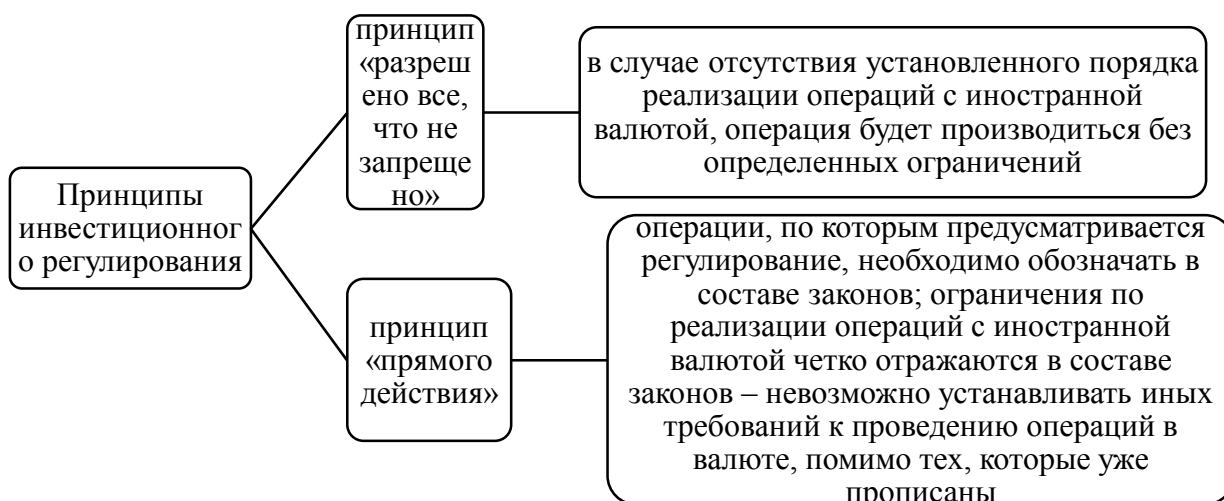 Принципы
инвестиционног
о регулирования
принцип
«разреш
ено все,
что не
запреще
но»
в случае отсутствия установленного порядка
реализации операций с иностранной
валютой, операция будет производиться без
определенных ограничений
принцип
«прямого
действия»
операции, по которым предусматривается
регулирование, необходимо обозначать в
составе законов; ограничения по
реализации операций с иностранной
валютой четко отражаются в составе
законов – невозможно устанавливать иных
требований к проведению операций в
валюте, помимо тех, которые уже
прописаны